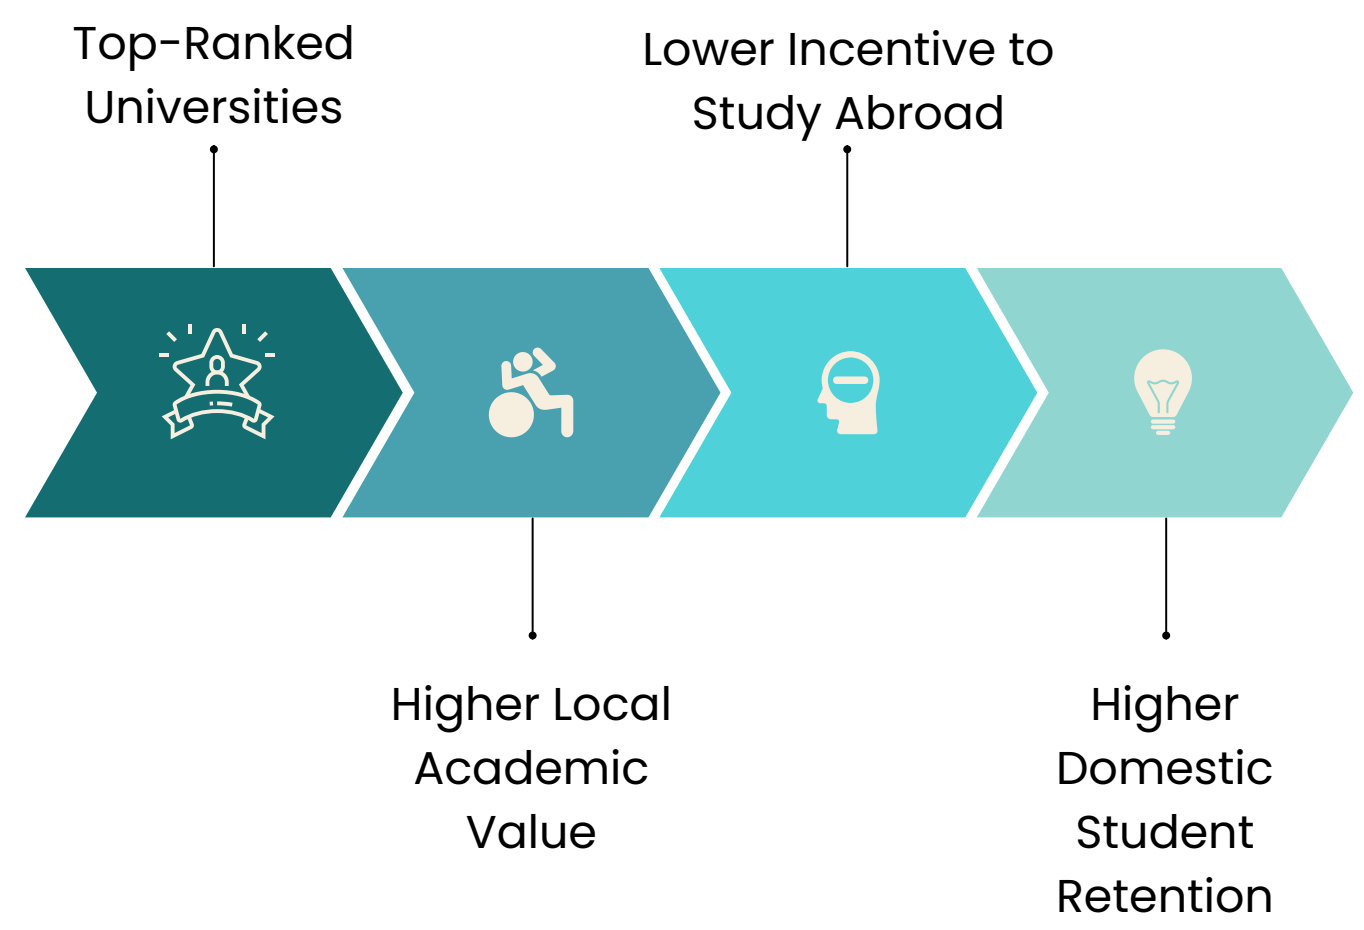 Top-Ranked
Universities
Lower Incentive to
Study Abroad
Higher Local
Academic
Value
Higher
Domestic
Student
Retention